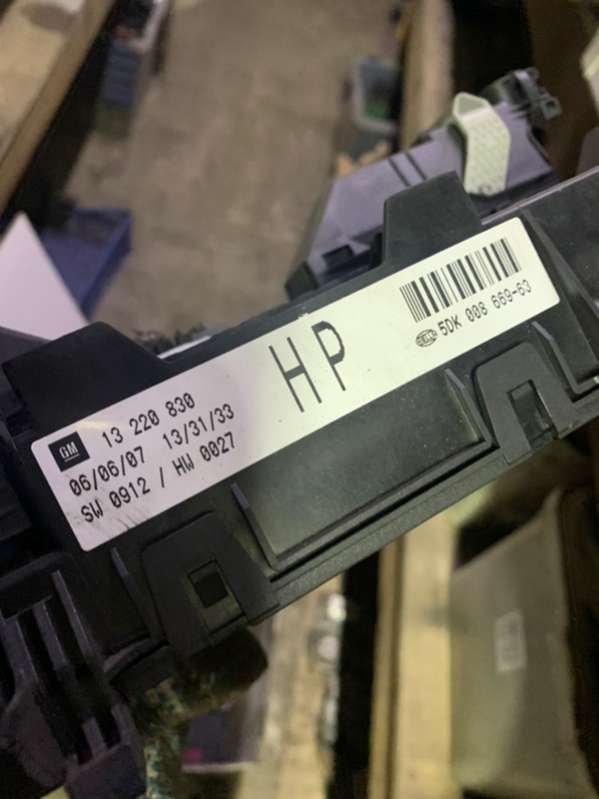 GM 13 220 830
06/06/07 13/31/33
SW 0912 / HW 0027
HP
HELLA 5DK 008 669-63